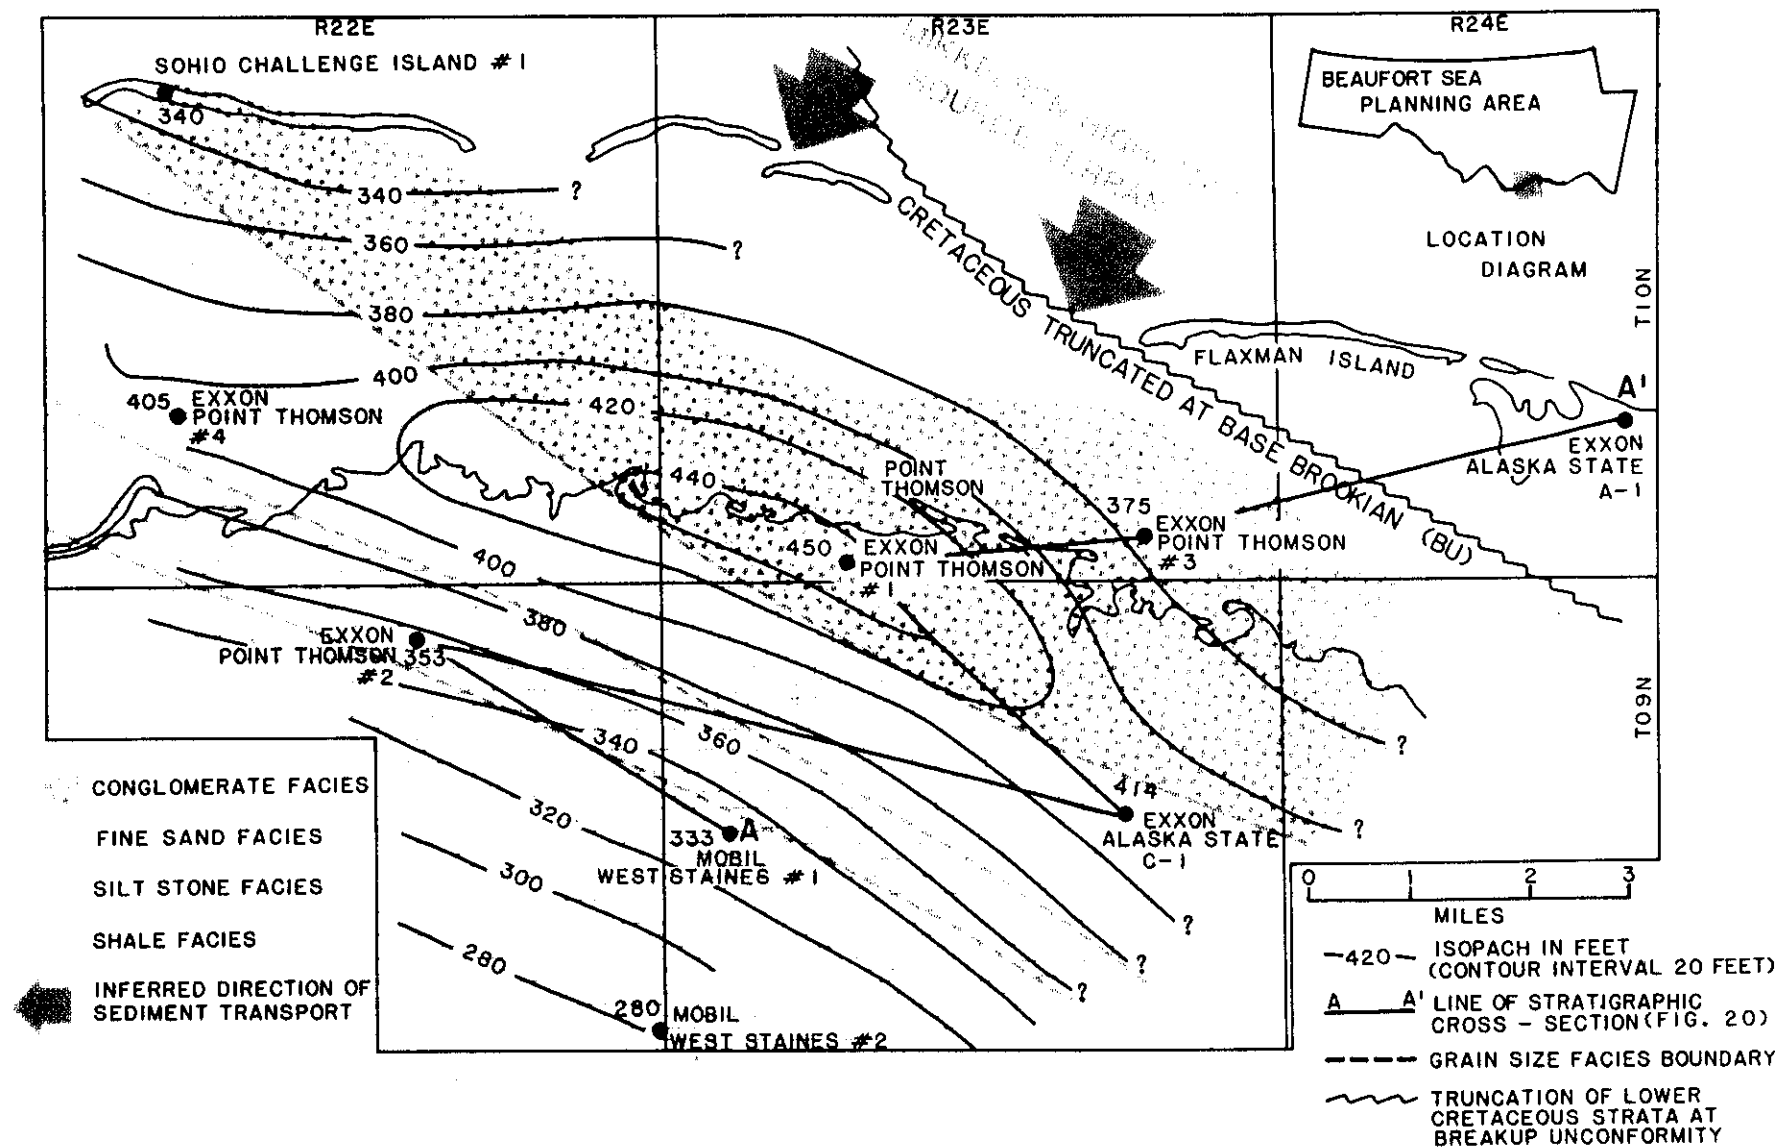 R22E
R23E
R24E
SOHIO CHALLENGE ISLAND #1
340
SOURCE TERRAN
BEAUFORT SEA
PLANNING AREA
LOCATION
DIAGRAM
340
?
360
?
380
400
420
440
CRETACEOUS TRUNCATED AT BASE BROOKIAN (BU)
FLAXMAN ISLAND
T10N
A'
EXXON
ALASKA STATE
A-1
405
EXXON
POINT THOMSON
#4
POINT
THOMSON
375
EXXON
POINT THOMSON
#3
450
EXXON
POINT THOMSON
#1
400
380
EXXON
POINT THOMSON
#2
353
360
340
320
300
280
T09N
?
?
?
?
?
414
EXXON
ALASKA STATE
C-1
333
A
MOBIL
WEST STAINES #1
280
MOBIL
WEST STAINES #2
CONGLOMERATE FACIES
FINE SAND FACIES
SILT STONE FACIES
SHALE FACIES
INFERRED DIRECTION OF
SEDIMENT TRANSPORT
0 1 2 3
MILES
-420- ISOPACH IN FEET
(CONTOUR INTERVAL 20 FEET)
A A' LINE OF STRATIGRAPHIC
CROSS - SECTION (FIG. 20)
GRAIN SIZE FACIES BOUNDARY
TRUNCATION OF LOWER
CRETACEOUS STRATA AT
BREAKUP UNCONFORMITY